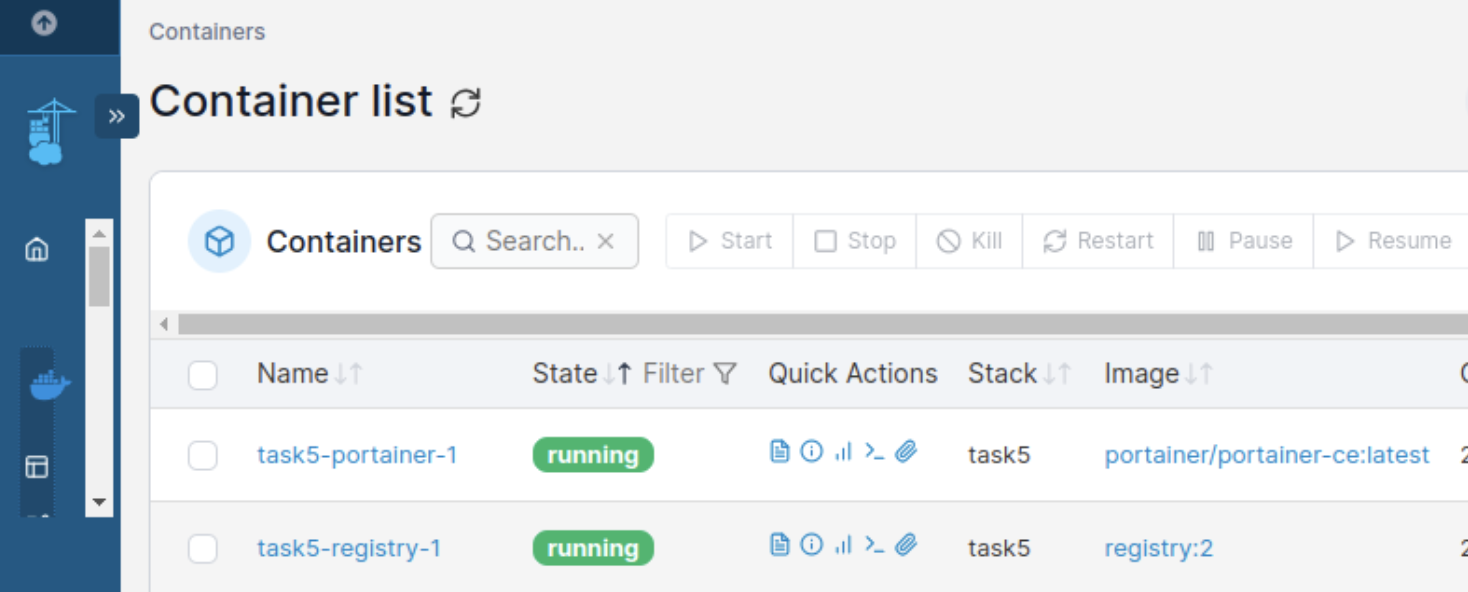 Containers
Container list
Containers Search.. Start Stop Kill Restart Pause Resume
Name State Filter Quick Actions Stack Image
task5-portainer-1 running task5 portainer/portainer-ce:latest
task5-registry-1 running task5 registry:2